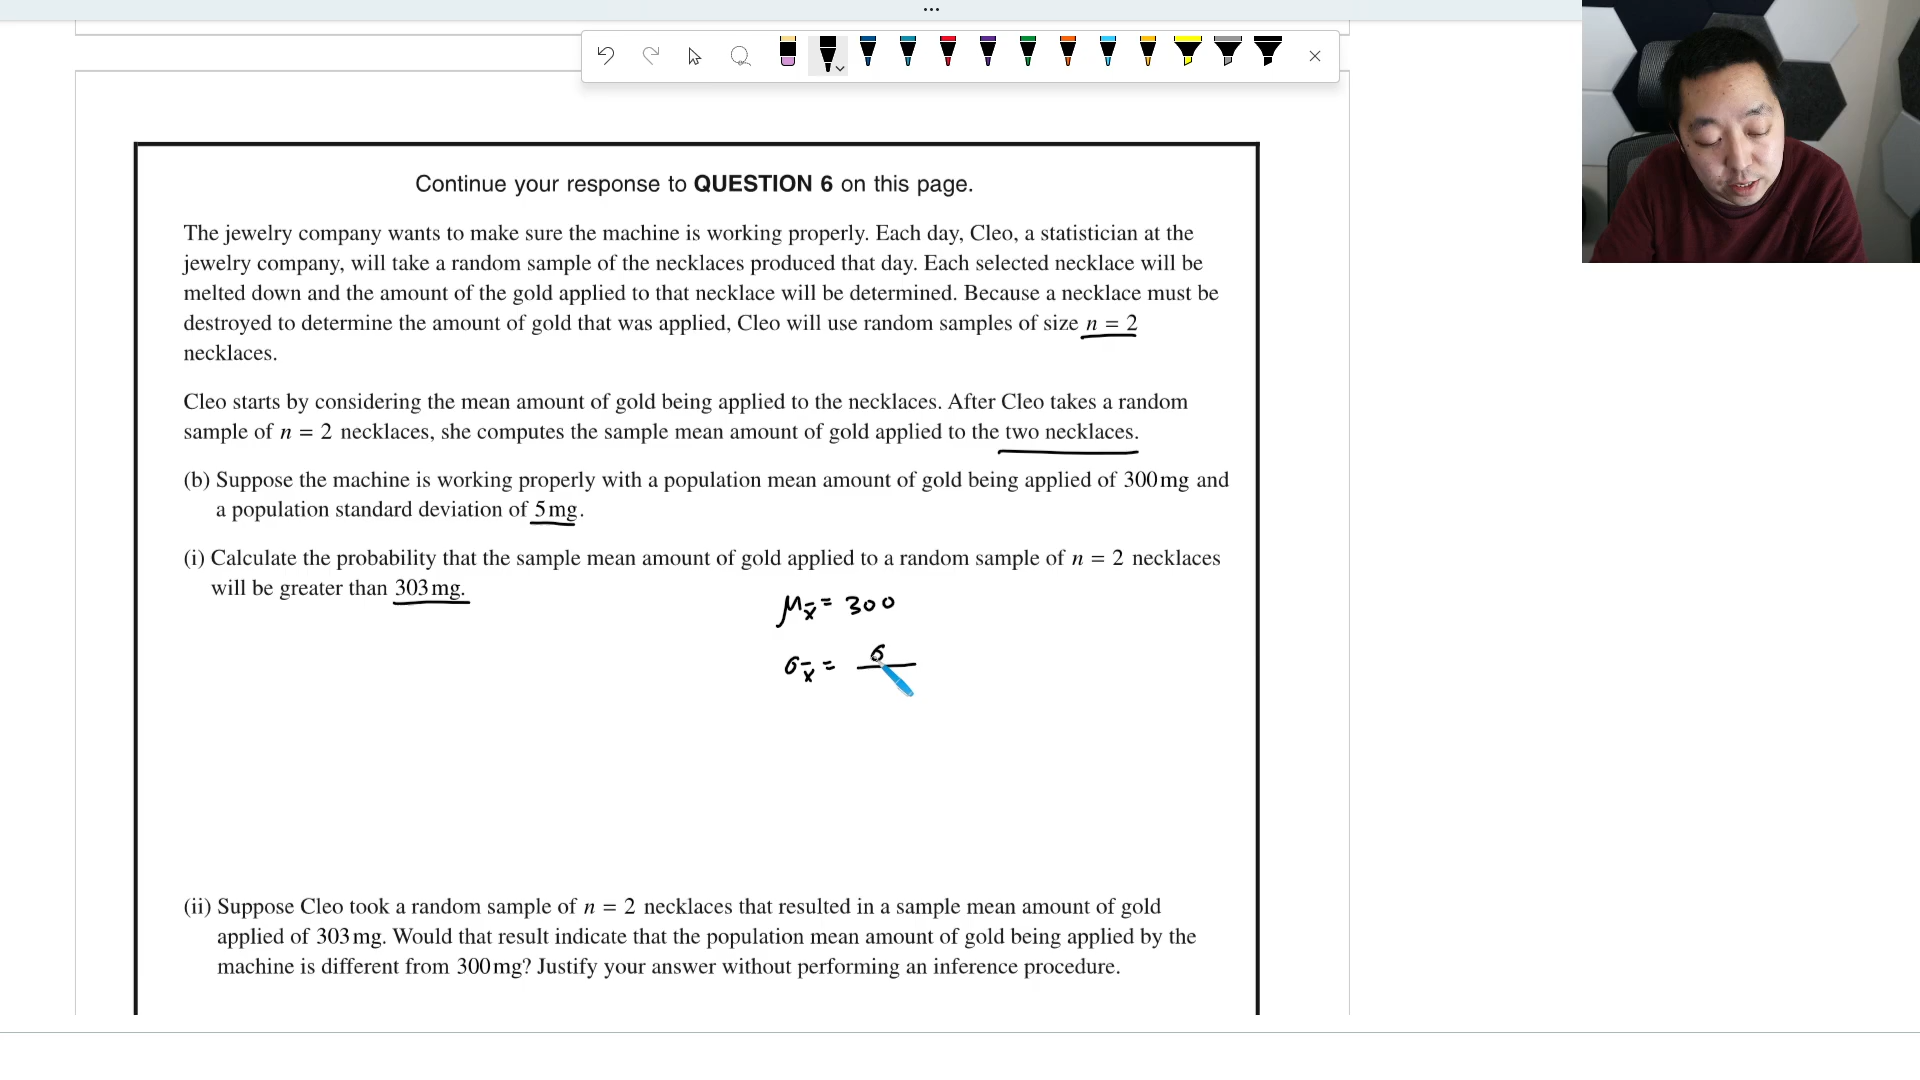 ...
Continue your response to QUESTION 6 on this page.
The jewelry company wants to make sure the machine is working properly. Each day, Cleo, a statistician at the
jewelry company, will take a random sample of the necklaces produced that day. Each selected necklace will be
melted down and the amount of the gold applied to that necklace will be determined. Because a necklace must be
destroyed to determine the amount of gold that was applied, Cleo will use random samples of size n = 2
necklaces.
Cleo starts by considering the mean amount of gold being applied to the necklaces. After Cleo takes a random
sample of n = 2 necklaces, she computes the sample mean amount of gold applied to the two necklaces.
(b) Suppose the machine is working properly with a population mean amount of gold being applied of 300 mg and
a population standard deviation of 5 mg.
(i) Calculate the probability that the sample mean amount of gold applied to a random sample of n = 2 necklaces
will be greater than 303 mg.
μx̄ = 300
σx̄ = σ
(ii) Suppose Cleo took a random sample of n = 2 necklaces that resulted in a sample mean amount of gold
applied of 303 mg. Would that result indicate that the population mean amount of gold being applied by the
machine is different from 300 mg? Justify your answer without performing an inference procedure.